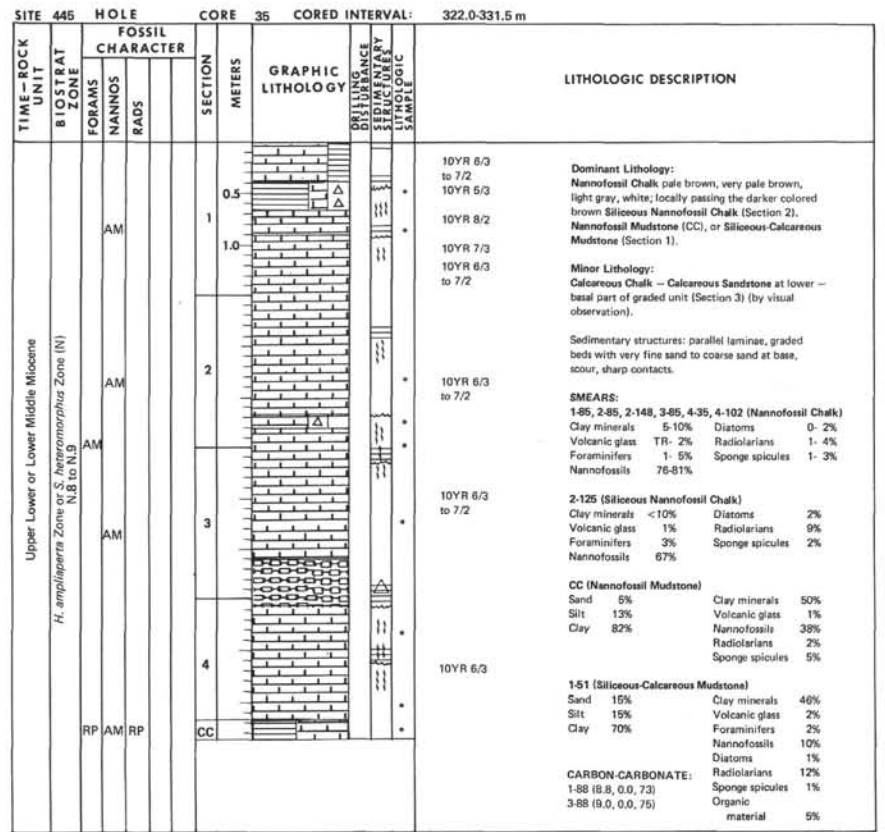 SITE 445 HOLE CORE 35 CORED INTERVAL: 322.0-331.5 m
TIME-ROCK UNIT
BIOSTRAT ZONE
FOSSIL CHARACTER
FORAMS
NANNOS
RADS
SECTION
METERS
GRAPHIC LITHOLOGY
DRILLING DISTURBANCE
SEDIMENTARY STRUCTURES
LITHOLOGIC SAMPLE
LITHOLOGIC DESCRIPTION
Upper Lower or Lower Middle Miocene
H. ampliaperta Zone or S. heteromorphus Zone (N)
N.8 to N.9
AM
AM
AM
AM
RP AM RP
1
0.5
1.0
2
3
4
CC
10YR 6/3
to 7/2
10YR 5/3
10YR 8/2
10YR 7/3
10YR 6/3
to 7/2
10YR 6/3
to 7/2
10YR 6/3
to 7/2
10YR 6/3
Dominant Lithology:
Nannofossil Chalk pale brown, very pale brown,
light gray, white; locally passing the darker colored
brown Siliceous Nannofossil Chalk (Section 2).
Nannofossil Mudstone (CC), or Siliceous-Calcareous
Mudstone (Section 1).
Minor Lithology:
Calcareous Chalk – Calcareous Sandstone at lower –
basal part of graded unit (Section 3) (by visual
observation).
Sedimentary structures: parallel laminae, graded
beds with very fine sand to coarse sand at base,
scour, sharp contacts.
SMEARS:
1-85, 2-85, 2-148, 3-85, 4-35, 4-102 (Nannofossil Chalk)
Clay minerals 5-10% Diatoms 0- 2%
Volcanic glass TR- 2% Radiolarians 1- 4%
Foraminifers 1- 5% Sponge spicules 1- 3%
Nannofossils 76-81%
2-125 (Siliceous Nannofossil Chalk)
Clay minerals <10% Diatoms 2%
Volcanic glass 1% Radiolarians 9%
Foraminifers 3% Sponge spicules 2%
Nannofossils 67%
CC (Nannofossil Mudstone)
Sand 5% Clay minerals 50%
Silt 13% Volcanic glass 1%
Clay 82% Nannofossils 38%
Radiolarians 2%
Sponge spicules 5%
1-51 (Siliceous-Calcareous Mudstone)
Sand 15% Clay minerals 46%
Silt 15% Volcanic glass 2%
Clay 70% Foraminifers 2%
Nannofossils 10%
Diatoms 1%
CARBON-CARBONATE: Radiolarians 12%
1-88 (8.8, 0.0, 73) Sponge spicules 1%
3-88 (9.0, 0.0, 75) Organic
material 5%